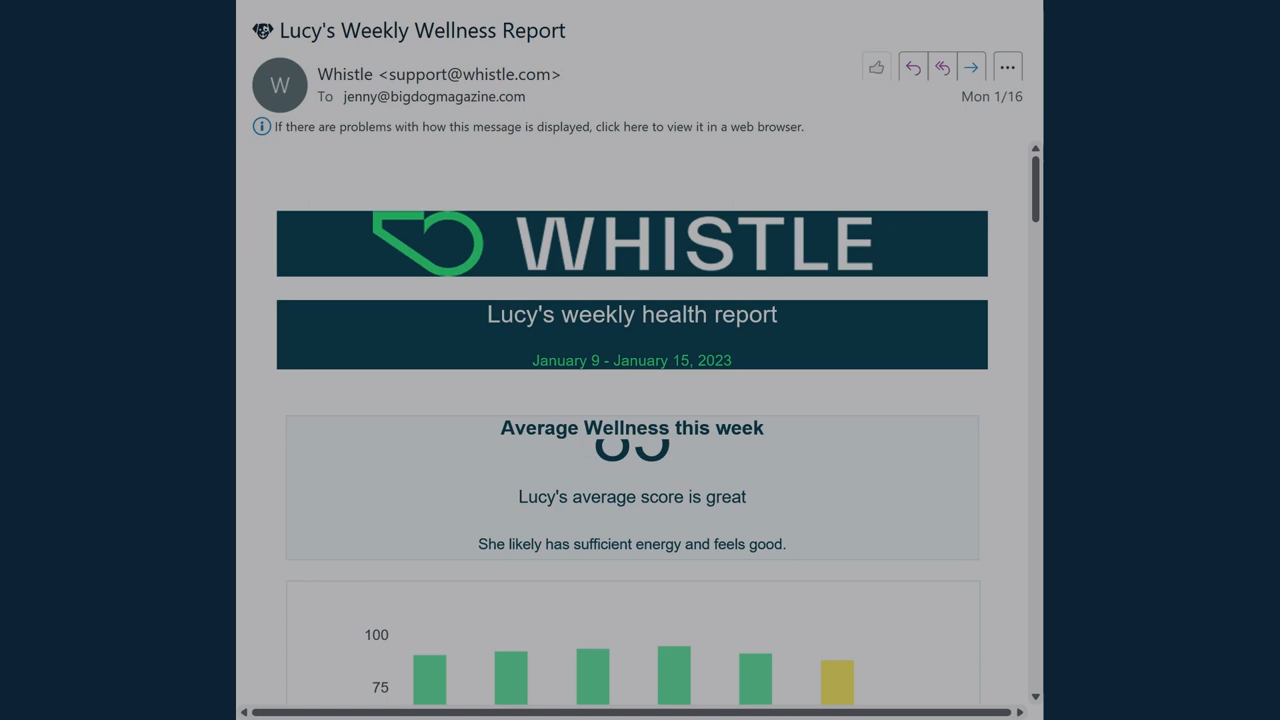 Lucy's Weekly Wellness Report
W
Whistle <support@whistle.com>
To jenny@bigdogmagazine.com
Mon 1/16
If there are problems with how this message is displayed, click here to view it in a web browser.
WHISTLE
Lucy's weekly health report
January 9 - January 15, 2023
Average Wellness this week
Lucy's average score is great
She likely has sufficient energy and feels good.
100
75